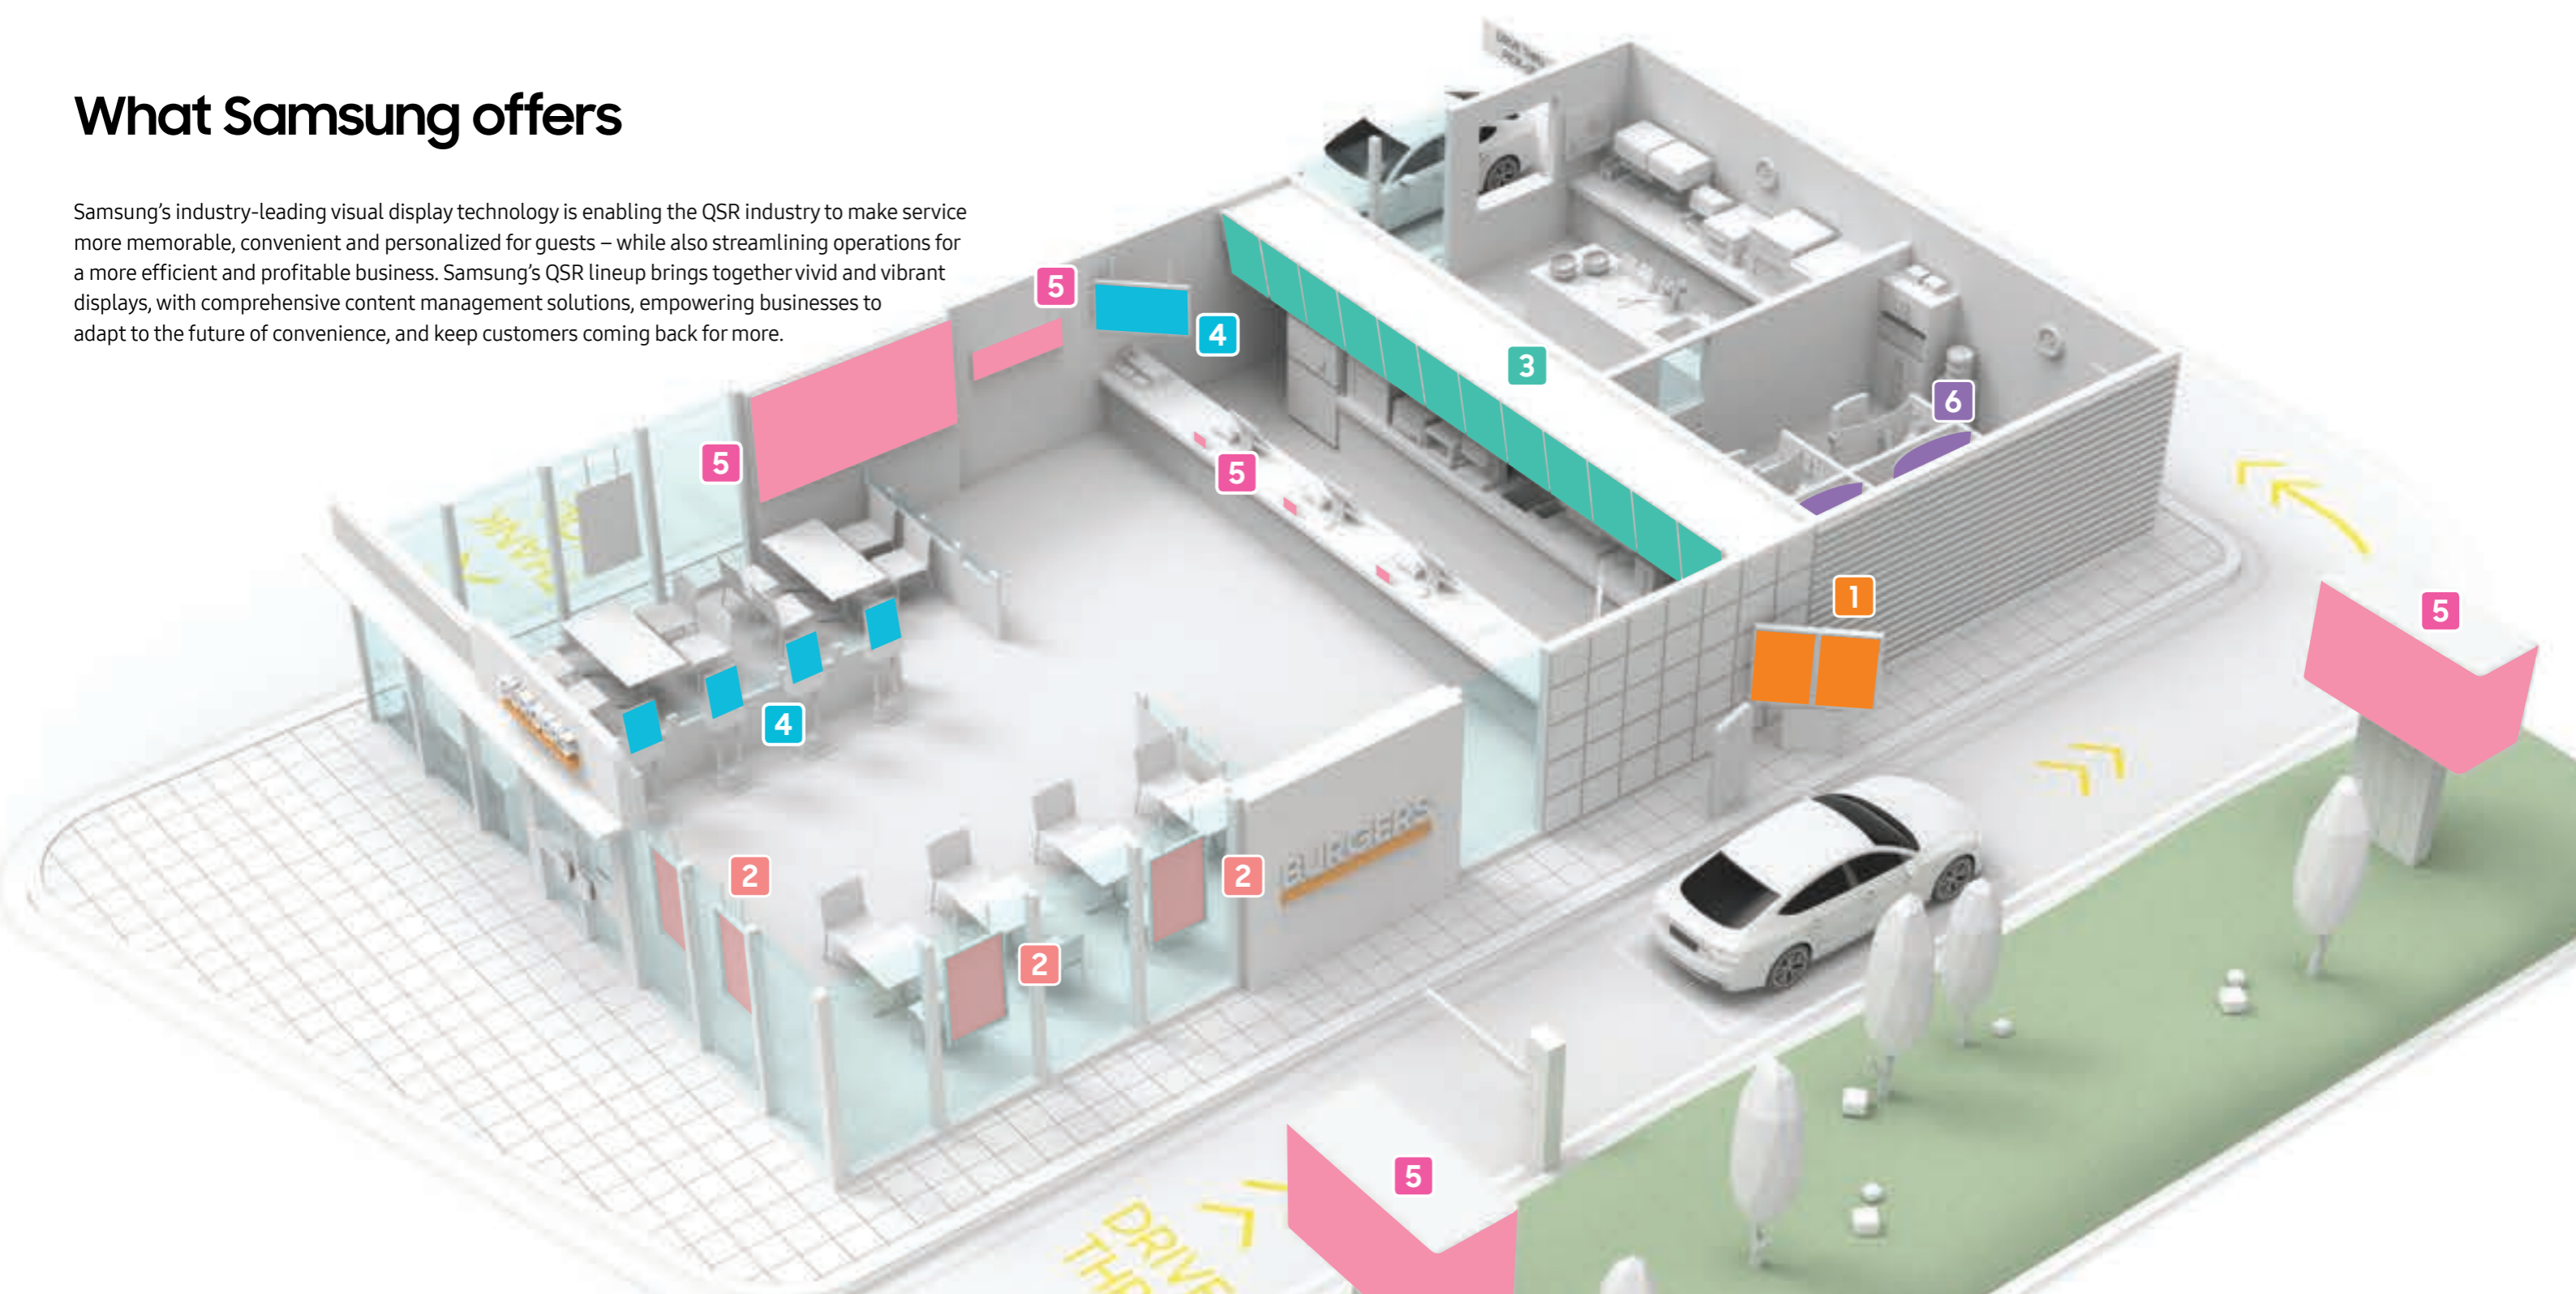 What Samsung offers
Samsung's industry-leading visual display technology is enabling the QSR industry to make service
more memorable, convenient and personalized for guests – while also streamlining operations for
a more efficient and profitable business. Samsung's QSR lineup brings together vivid and vibrant
displays, with comprehensive content management solutions, empowering businesses to
adapt to the future of convenience, and keep customers coming back for more.
5
4
3
6
5
5
1
5
4
2
2
BURGERS
2
5
DRIVE